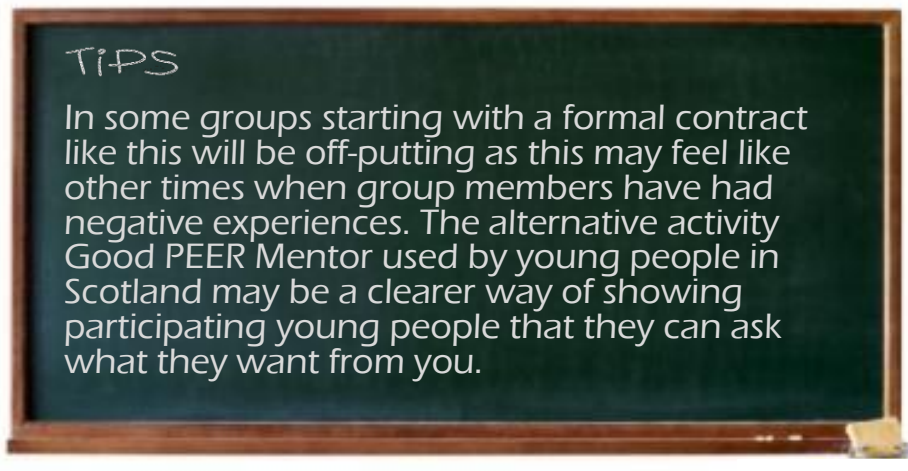 TiPS
In some groups starting with a formal contract
like this will be off-putting as this may feel like
other times when group members have had
negative experiences. The alternative activity
Good PEER Mentor used by young people in
Scotland may be a clearer way of showing
participating young people that they can ask
what they want from you.